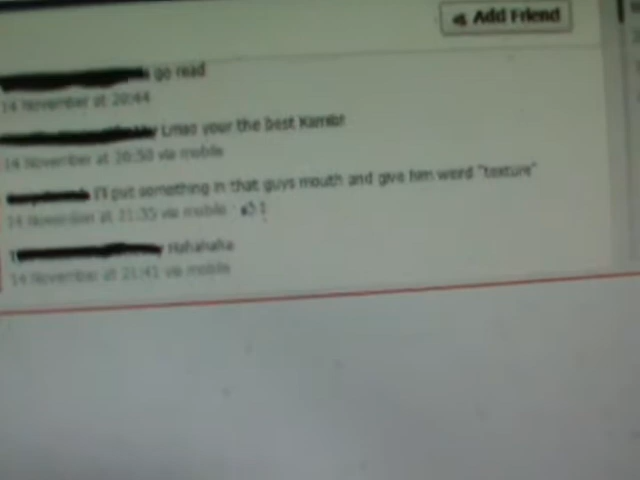 Add Friend
go read
14 November at 20:44
Lmao your the best Kambi
14 November at 20:50 via mobile
I'll put something in that guys mouth and give him weird "texture"
14 November at 21:35 via mobile 1
Hahahaha
14 November at 21:41 via mobile